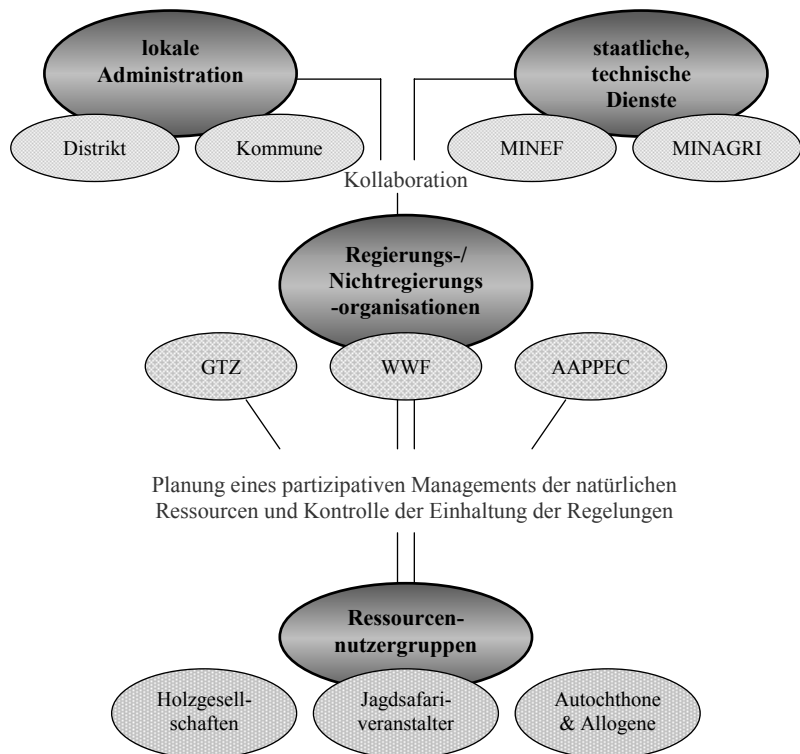 lokale
Administration
staatliche,
technische
Dienste
Distrikt
Kommune
MINEF
MINAGRI
Kollaboration
Regierungs-/
Nichtregierungs
-organisationen
GTZ
WWF
AAPPEC
Planung eines partizipativen Managements der natürlichen
Ressourcen und Kontrolle der Einhaltung der Regelungen
Ressourcen-
nutzergruppen
Holzgesell-
schaften
Jagdsafari-
veranstalter
Autochthone
& Allogene